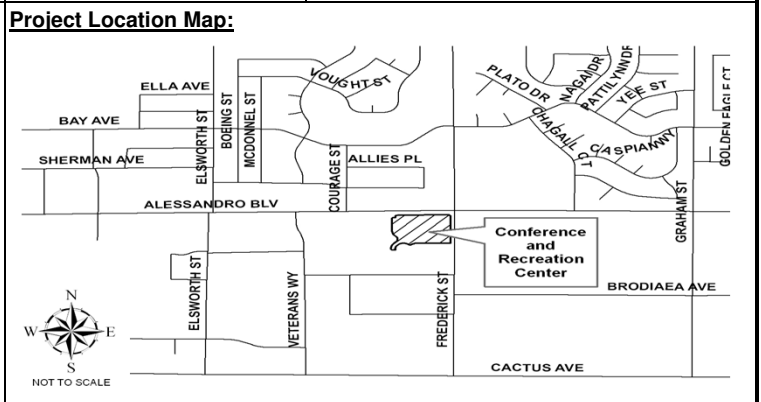 Project Location Map:
VOUGHT ST
PLATO DR
NAGAI DR
PATTILYNN DR
YEE ST
GOLDEN EAGLE CT
ELLA AVE
BAY AVE
ELSWORTH ST
BOEING ST
MCDONNEL ST
CHAGALL CT
CASPIAN WY
SHERMAN AVE
COURAGE ST
ALLIES PL
ALESSANDRO BLV
GRAHAM ST
Conference
and
Recreation
Center
ELSWORTH ST
VETERANS WY
FREDERICK ST
BRODIAEA AVE
N
W
E
S
NOT TO SCALE
CACTUS AVE